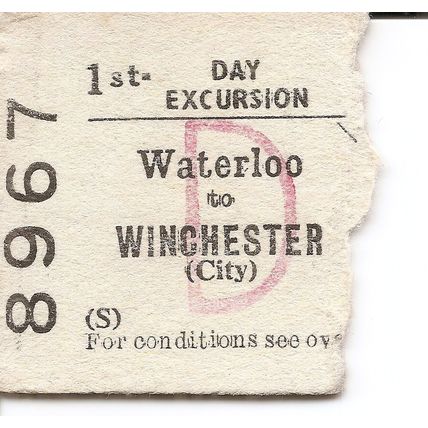 1st-
DAY
EXCURSION
Waterloo
to
WINCHESTER
(City)
D
(S)
For conditions see ov
8967